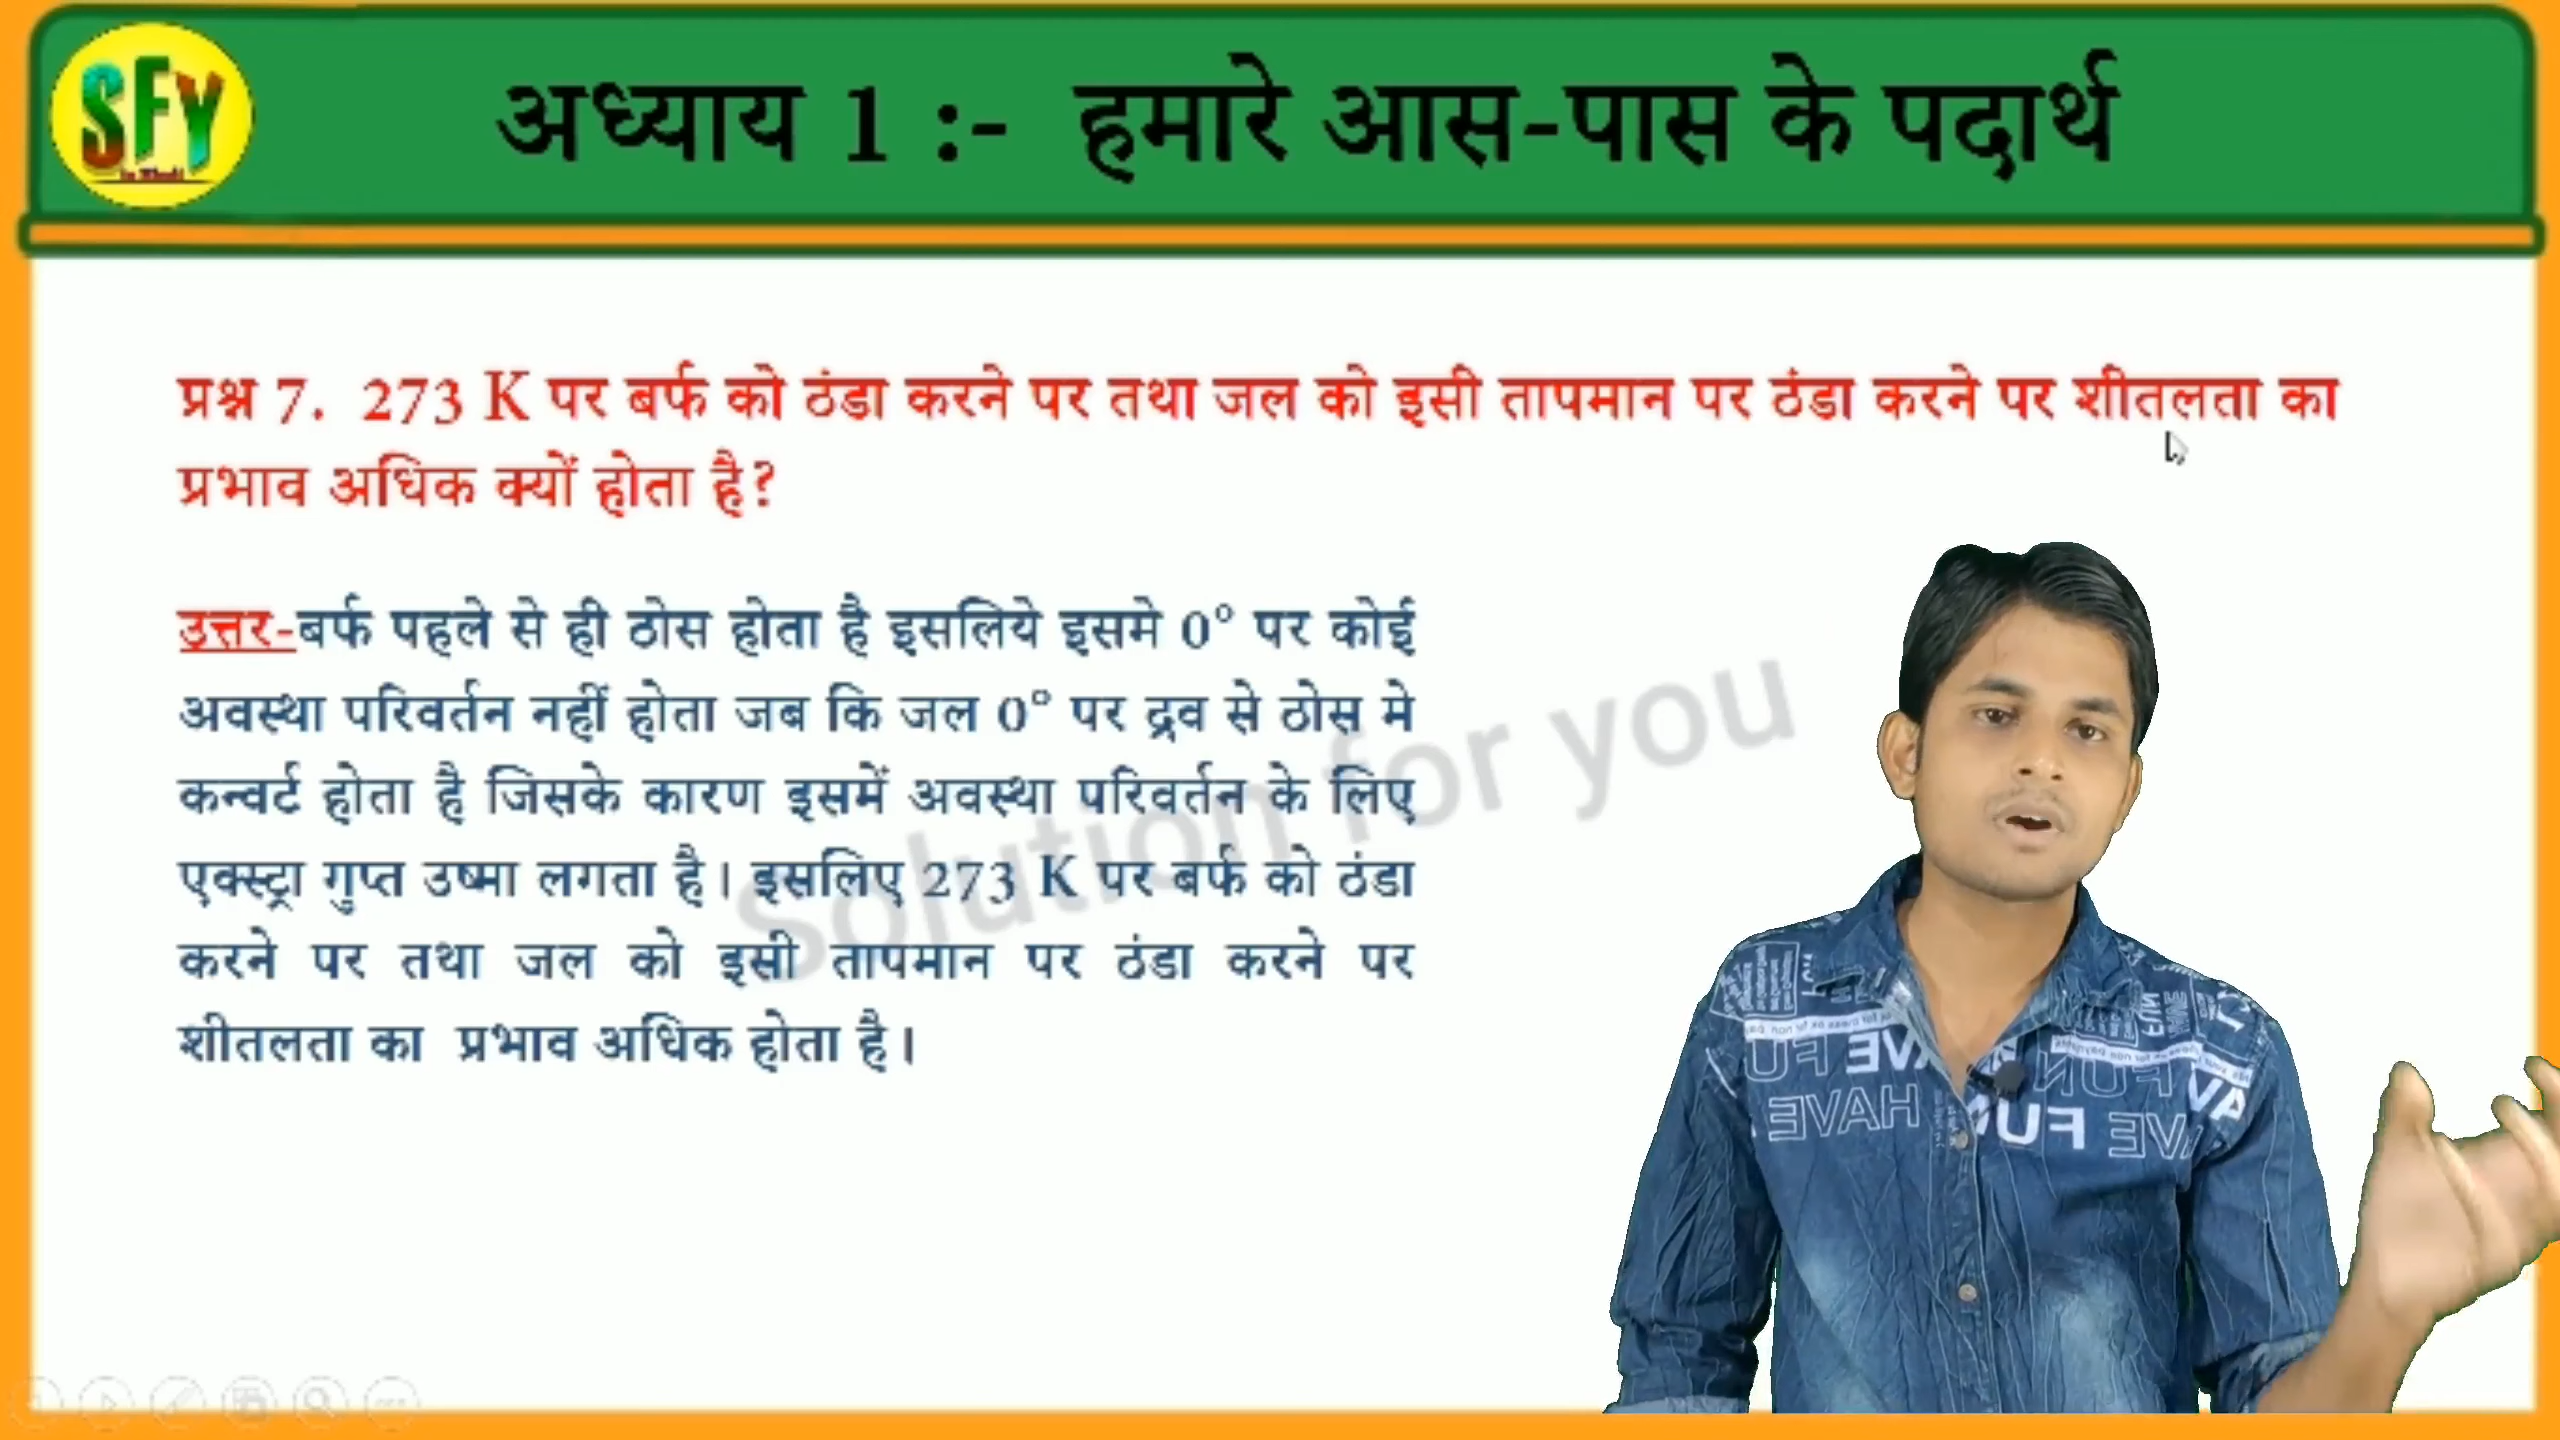 SFY
अध्याय 1 :- हमारे आस-पास के पदार्थ
प्रश्न 7. 273 K पर बर्फ को ठंडा करने पर तथा जल को इसी तापमान पर ठंडा करने पर शीतलता का
प्रभाव अधिक क्यों होता है?
उत्तर-बर्फ पहले से ही ठोस होता है इसलिये इसमे 0° पर कोई
अवस्था परिवर्तन नहीं होता जब कि जल 0° पर द्रव से ठोस मे
कन्वर्ट होता है जिसके कारण इसमें अवस्था परिवर्तन के लिए
एक्स्ट्रा गुप्त उष्मा लगता है। इसलिए 273 K पर बर्फ को ठंडा
करने पर तथा जल को इसी तापमान पर ठंडा करने पर
शीतलता का प्रभाव अधिक होता है।
Solution for you
HAVE FUN